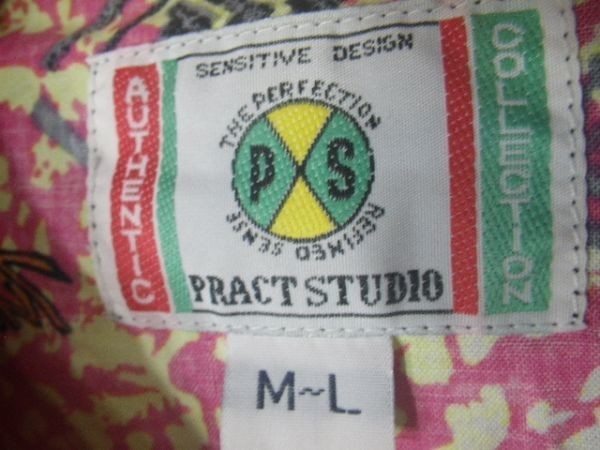 SENSITIVE DESIGN
AUTHENTIC
COLLECTION
THE PERFECTION
P S
REFINED SENSE
PRACT STUDIO
M~L